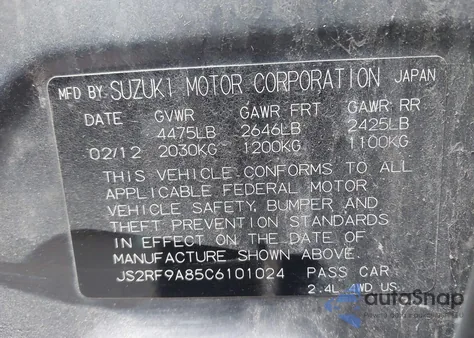 MFD BY SUZUKI MOTOR CORPORATION JAPAN
DATE GVWR GAWR FRT GAWR RR
4475LB 2646LB 2425LB
02/12 2030KG 1200KG 1100KG
THIS VEHICLE CONFORMS TO ALL
APPLICABLE FEDERAL MOTOR
VEHICLE SAFETY, BUMPER AND
THEFT PREVENTION STANDARDS
IN EFFECT ON THE DATE OF
MANUFACTURE SHOWN ABOVE.
JS2RF9A85C6101024 PASS CAR
2.4L 4WD US
autoSnap